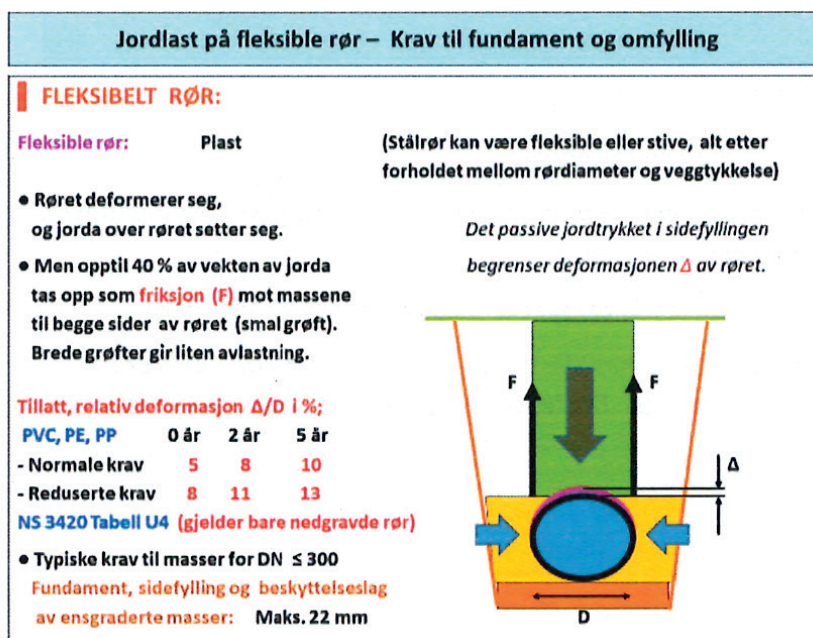 Jordlast på fleksible rør – Krav til fundament og omfylling
FLEKSIBELT RØR:
Fleksible rør: Plast
(Stålrør kan være fleksible eller stive, alt etter
forholdet mellom rørdiameter og veggtykkelse)
● Røret deformerer seg,
og jorda over røret setter seg.
● Men opptil 40 % av vekten av jorda
tas opp som friksjon (F) mot massene
til begge sider av røret (smal grøft).
Brede grøfter gir liten avlastning.
Det passive jordtrykket i sidefyllingen
begrenser deformasjonen Δ av røret.
Tillatt, relativ deformasjon Δ/D i %;
PVC, PE, PP 0 år 2 år 5 år
- Normale krav 5 8 10
- Reduserte krav 8 11 13
NS 3420 Tabell U4 (gjelder bare nedgravde rør)
● Typiske krav til masser for DN ≤ 300
Fundament, sidefylling og beskyttelseslag
av ensgraderte masser: Maks. 22 mm
F
F
Δ
D